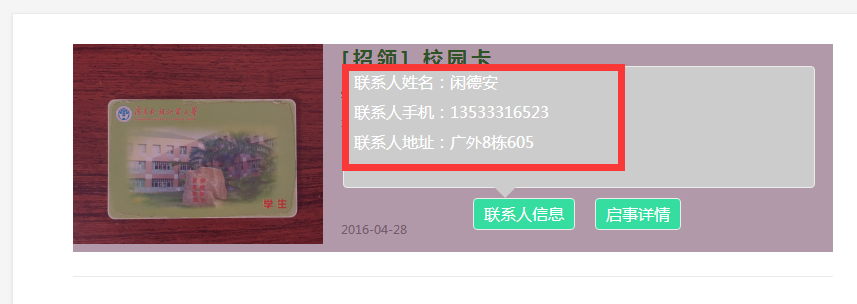 [招领] 校园卡
联系人姓名：闲德安
联系人手机：13533316523
联系人地址：广外8栋605
学生
联系人信息
启事详情
2016-04-28